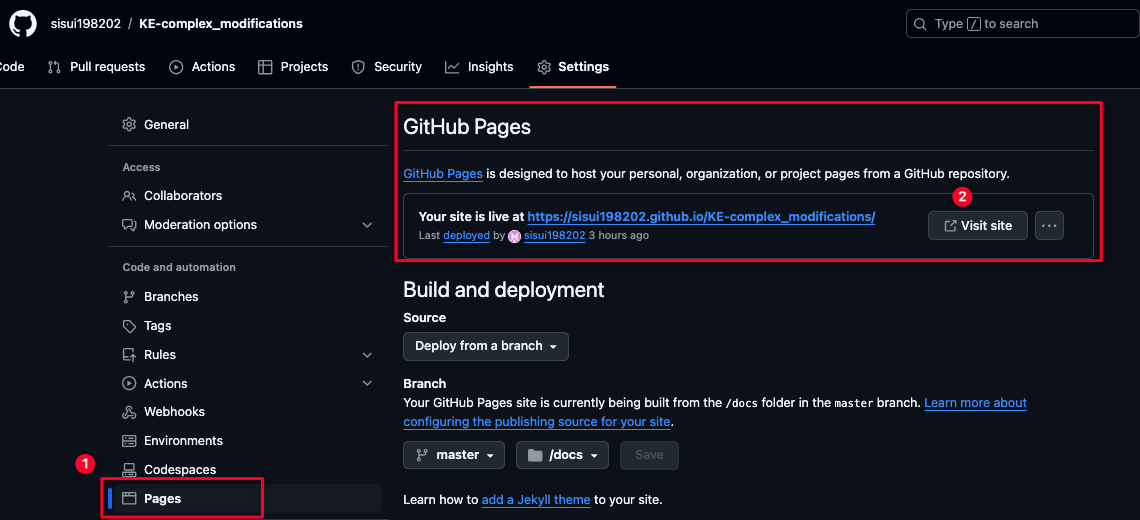 sisui198202 / KE-complex_modifications
Type / to search
Code
Pull requests
Actions
Projects
Security
Insights
Settings
General
Access
Collaborators
Moderation options
Code and automation
Branches
Tags
Rules
Actions
Webhooks
Environments
Codespaces
1
Pages
GitHub Pages
GitHub Pages is designed to host your personal, organization, or project pages from a GitHub repository.
2
Your site is live at https://sisui198202.github.io/KE-complex_modifications/
Last deployed by sisui198202 3 hours ago
Visit site
Build and deployment
Source
Deploy from a branch
Branch
Your GitHub Pages site is currently being built from the /docs folder in the master branch. Learn more about
configuring the publishing source for your site.
master
/docs
Save
Learn how to add a Jekyll theme to your site.